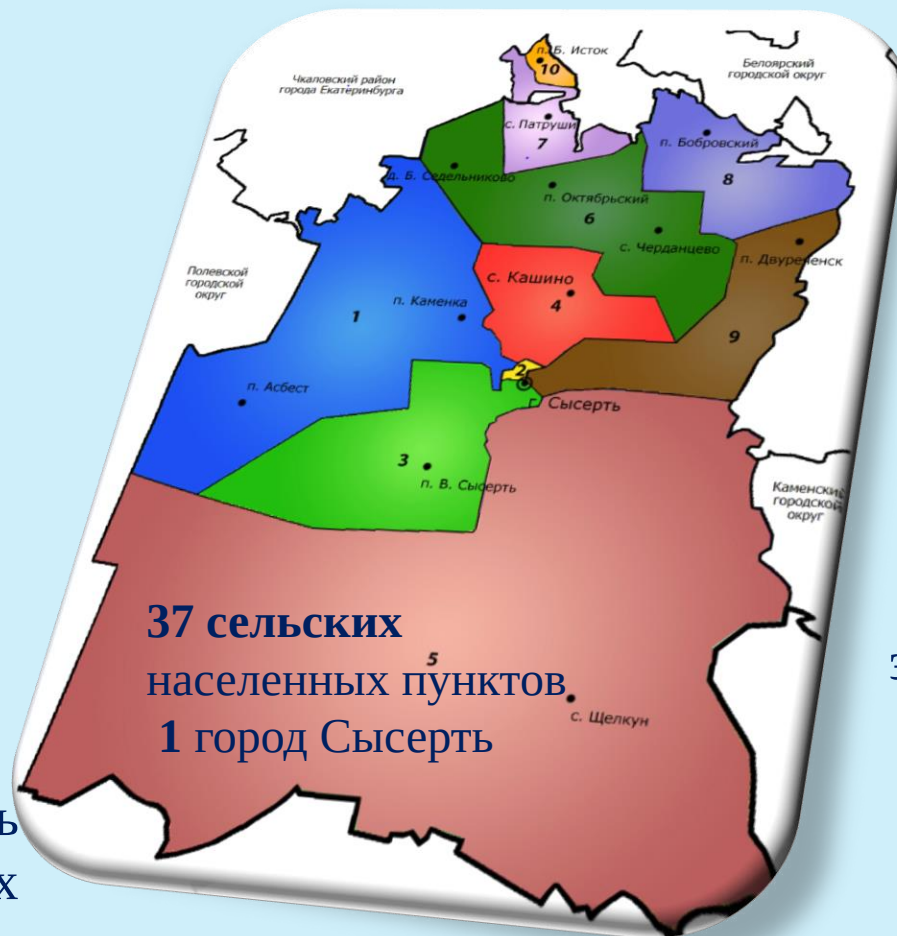 п. Б. Исток
10
Чкаловский район
города Екатеринбурга
Белоярский
городской округ
с. Патруши
7
п. Бобровский
8
д. Б. Седельниково
п. Октябрьский
6
с. Черданцево
п. Двуреченск
Полевской
городской
округ
с. Кашино
4
п. Каменка
1
9
2
г. Сысерть
п. Асбест
3
п. В. Сысерть
Каменский
городской
округ
37 сельских
населенных пунктов
1 город Сысерть
5
с. Щелкун
ь
х